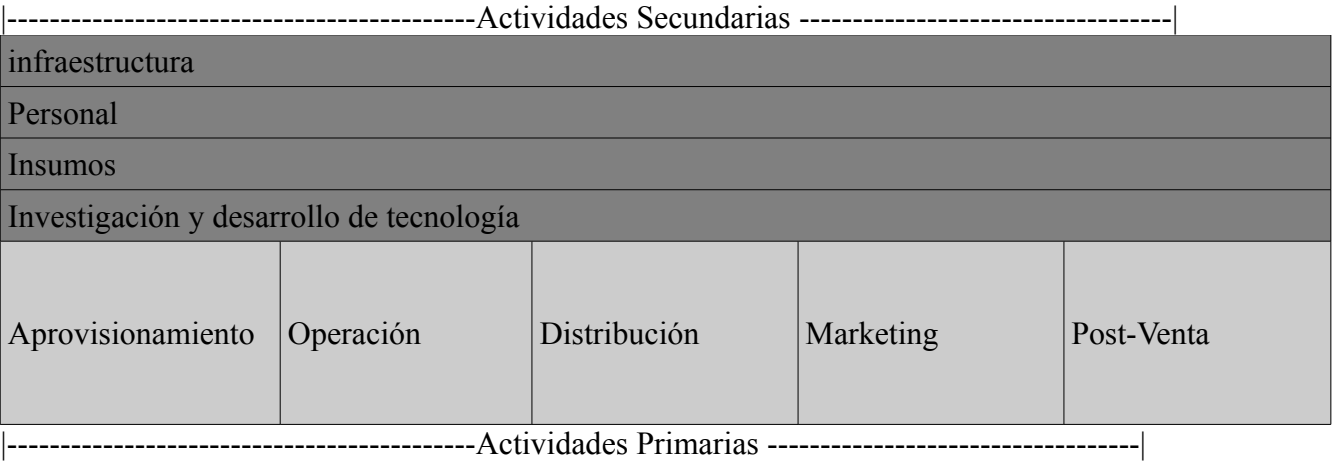 |--------------------------------------------Actividades Secundarias -----------------------------------|
infraestructura
Personal
Insumos
Investigación y desarrollo de tecnología
Aprovisionamiento Operación Distribución Marketing Post-Venta
|--------------------------------------------Actividades Primarias -----------------------------------|